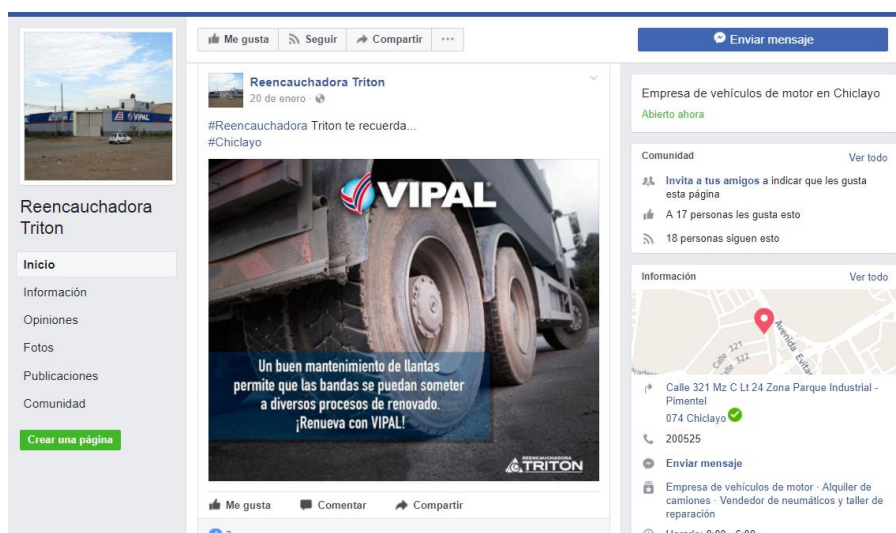 Me gusta Seguir Compartir ...
Enviar mensaje
VIPAL
Reencauchadora
Triton
Inicio
Información
Opiniones
Fotos
Publicaciones
Comunidad
Crear una página
Reencauchadora Triton
20 de enero ·
#Reencauchadora Triton te recuerda...
#Chiclayo
VIPAL
Un buen mantenimiento de llantas
permite que las bandas se puedan someter
a diversos procesos de renovado.
¡Renueva con VIPAL!
REENCAUCHADORA
TRITON
Me gusta Comentar Compartir
Empresa de vehículos de motor en Chiclayo
Abierto ahora
Comunidad Ver todo
Invita a tus amigos a indicar que les gusta
esta página
A 17 personas les gusta esto
18 personas siguen esto
Información Ver todo
Calle 321
Calle 322
Avenida Evitar
Calle 321 Mz C Lt 24 Zona Parque Industrial -
Pimentel
074 Chiclayo
200525
Enviar mensaje
Empresa de vehículos de motor · Alquiler de
camiones · Vendedor de neumáticos y taller de
reparación